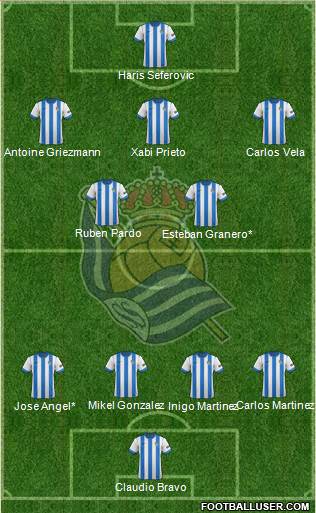 Haris Seferovic
Antoine Griezmann
Xabi Prieto
Carlos Vela
Ruben Pardo
Esteban Granero*
Jose Angel*
Mikel Gonzalez
Inigo Martinez
Carlos Martinez
Claudio Bravo
FOOTBALLUSER.COM